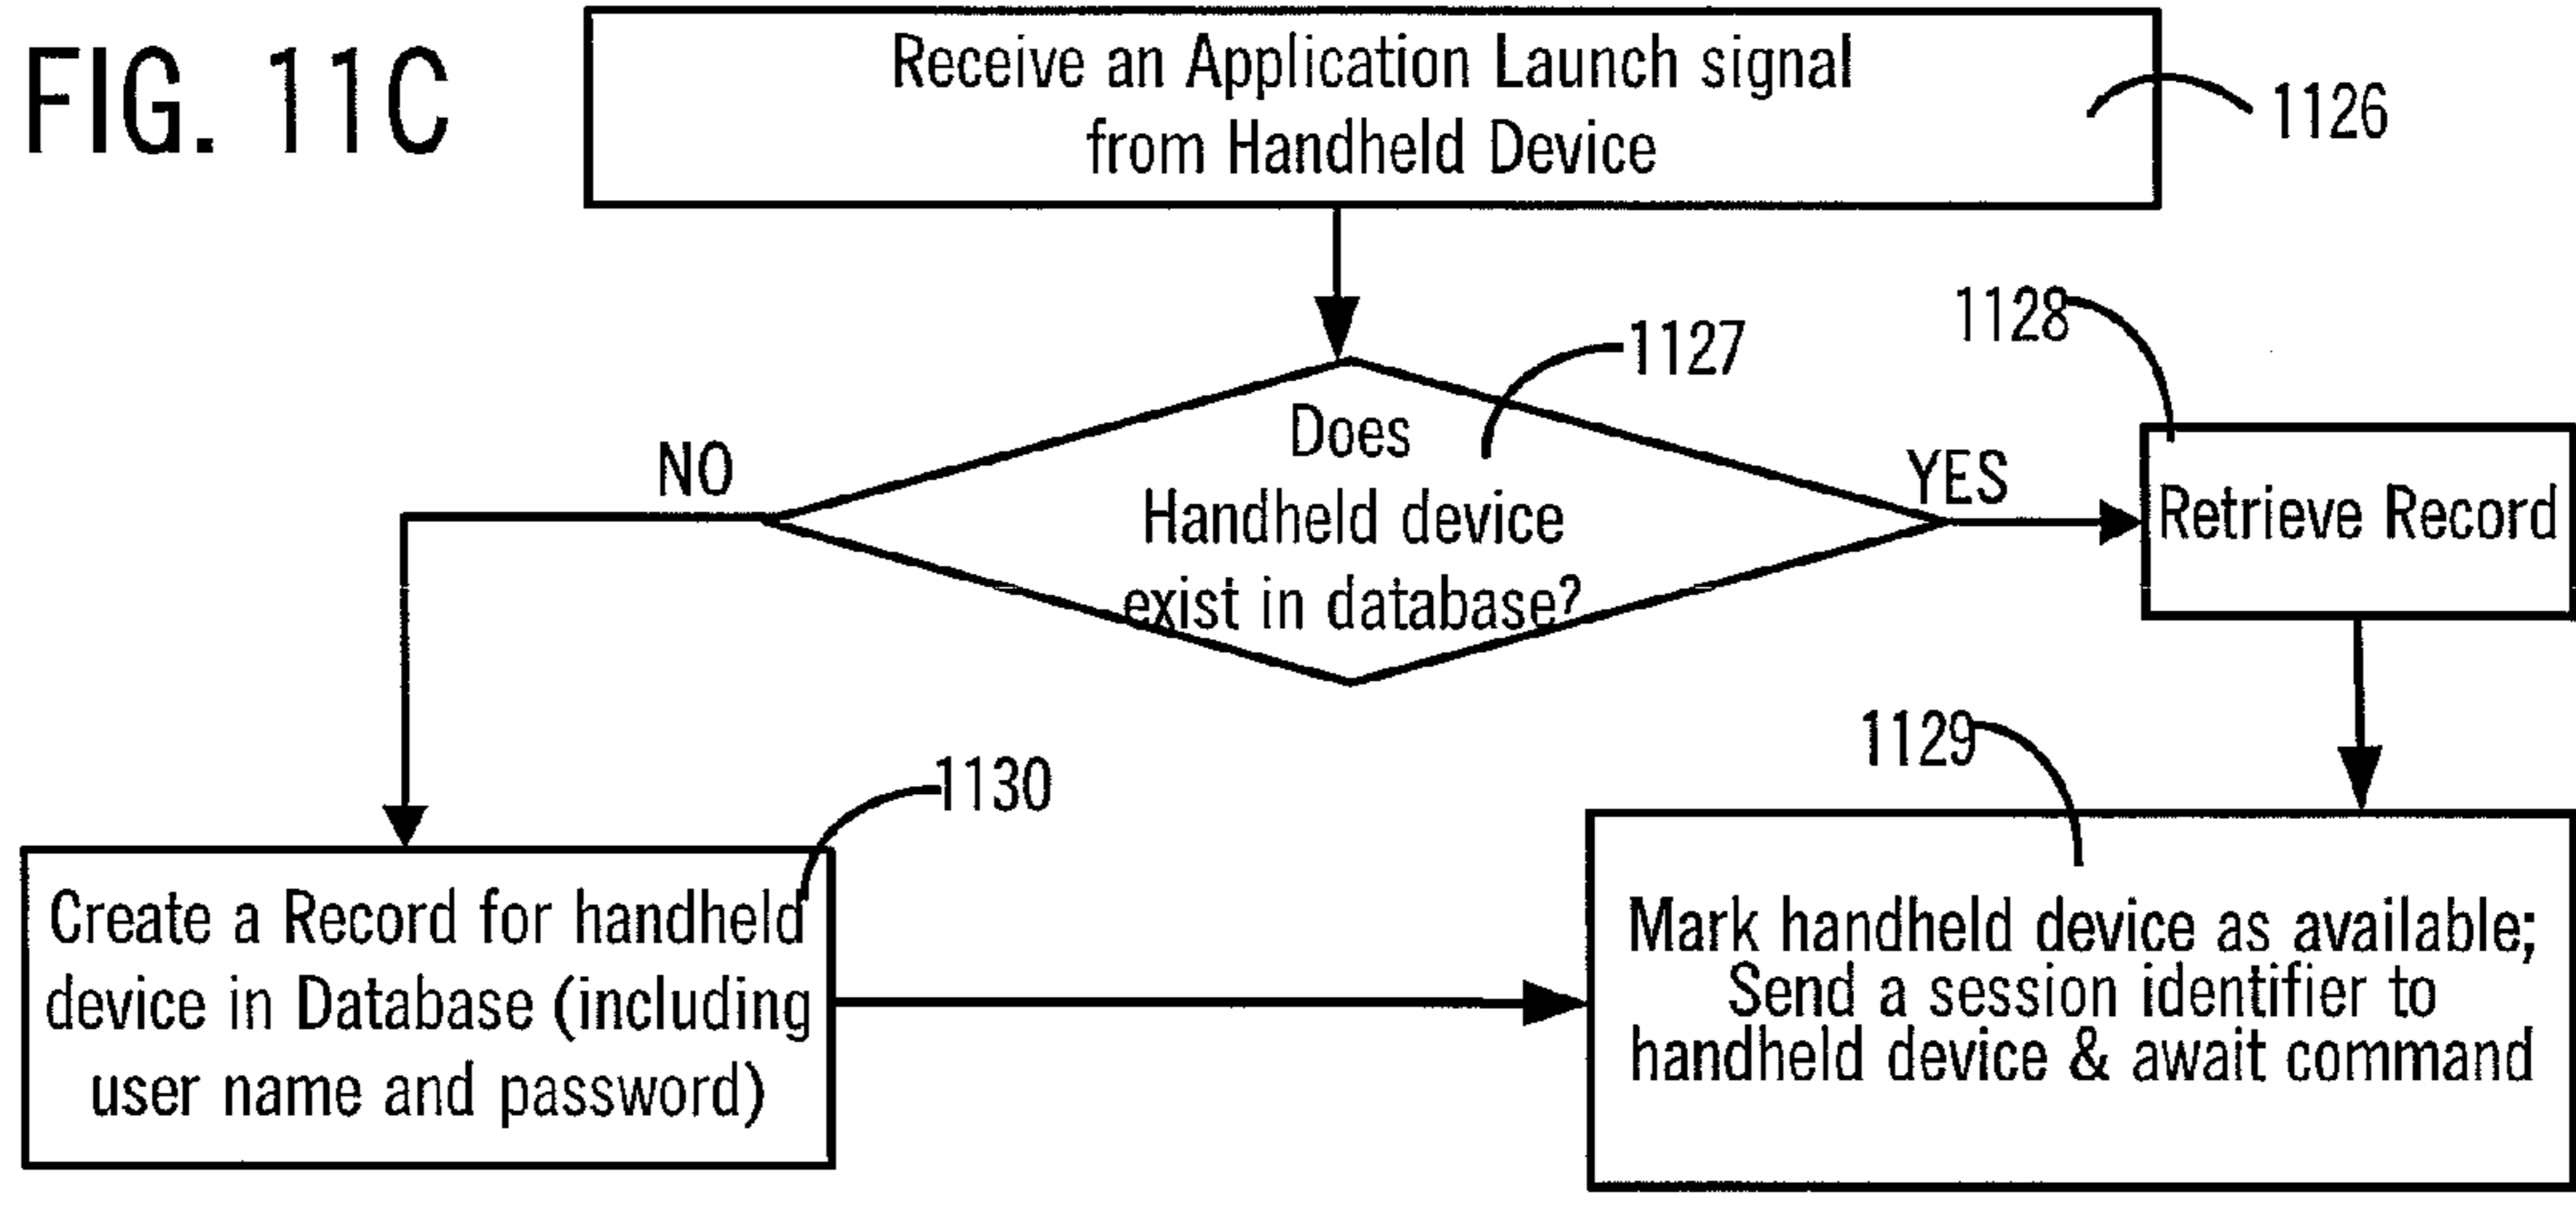 FIG. 11C
Receive an Application Launch signal
from Handheld Device
1126
1127
1128
Does
Handheld device
exist in database?
NO
YES
Retrieve Record
1130
1129
Create a Record for handheld
device in Database (including
user name and password)
Mark handheld device as available;
Send a session identifier to
handheld device & await command